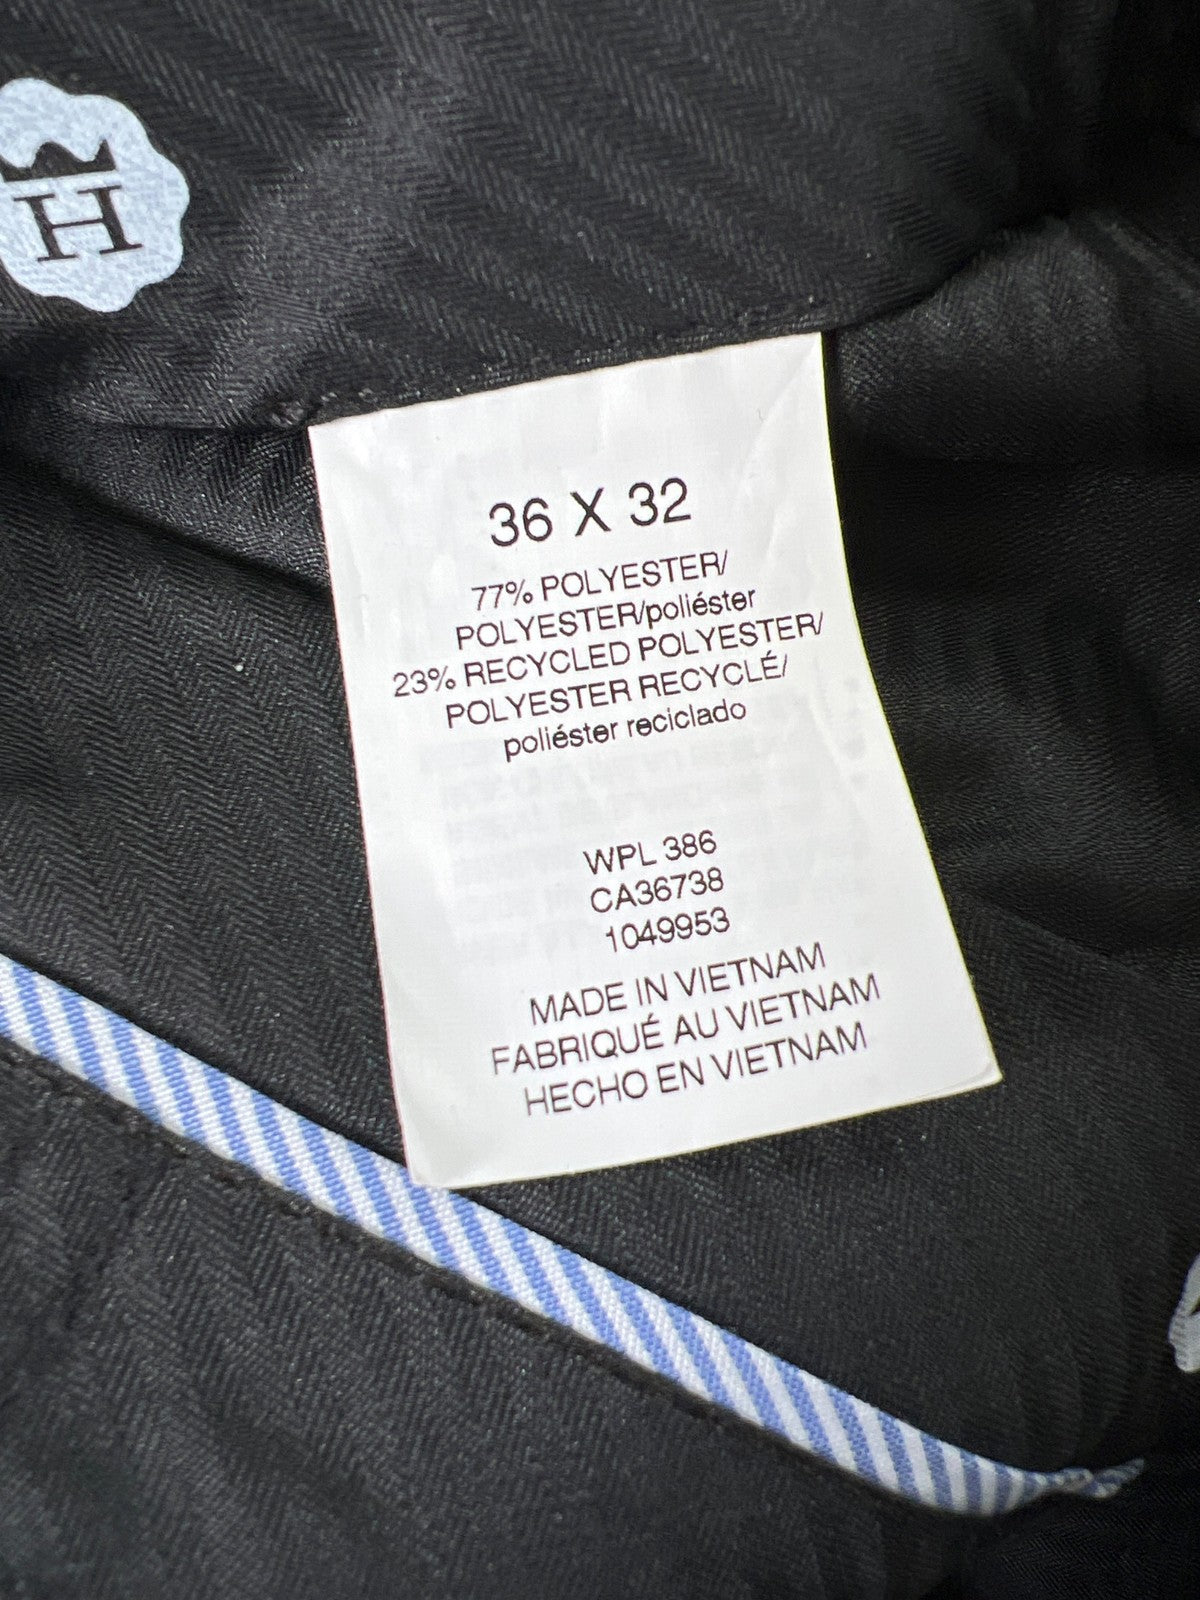 H
36 X 32
77% POLYESTER/
POLYESTER/poliéster
23% RECYCLED POLYESTER/
POLYESTER RECYCLÉ/
poliéster reciclado
WPL 386
CA36738
1049953
MADE IN VIETNAM
FABRIQUÉ AU VIETNAM
HECHO EN VIETNAM